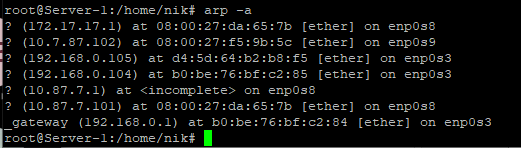 root@Server-1:/home/nik# arp -a
? (172.17.17.1) at 08:00:27:da:65:7b [ether] on enp0s8
? (10.7.87.102) at 08:00:27:f5:9b:5c [ether] on enp0s9
? (192.168.0.105) at d4:5d:64:b2:b8:f5 [ether] on enp0s3
? (192.168.0.104) at b0:be:76:bf:c2:85 [ether] on enp0s3
? (10.87.7.1) at <incomplete> on enp0s8
? (10.87.7.101) at 08:00:27:da:65:7b [ether] on enp0s8
_gateway (192.168.0.1) at b0:be:76:bf:c2:84 [ether] on enp0s3
root@Server-1:/home/nik#